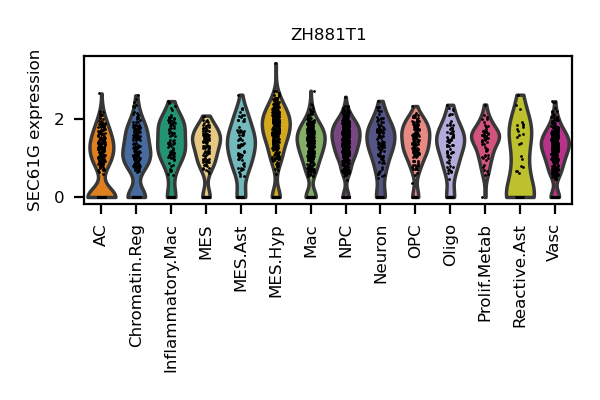 ZH881T1
SEC61G expression
2
0
AC
Chromatin.Reg
Inflammatory.Mac
MES
MES.Ast
MES.Hyp
Mac
NPC
Neuron
OPC
Oligo
Prolif.Metab
Reactive.Ast
Vasc